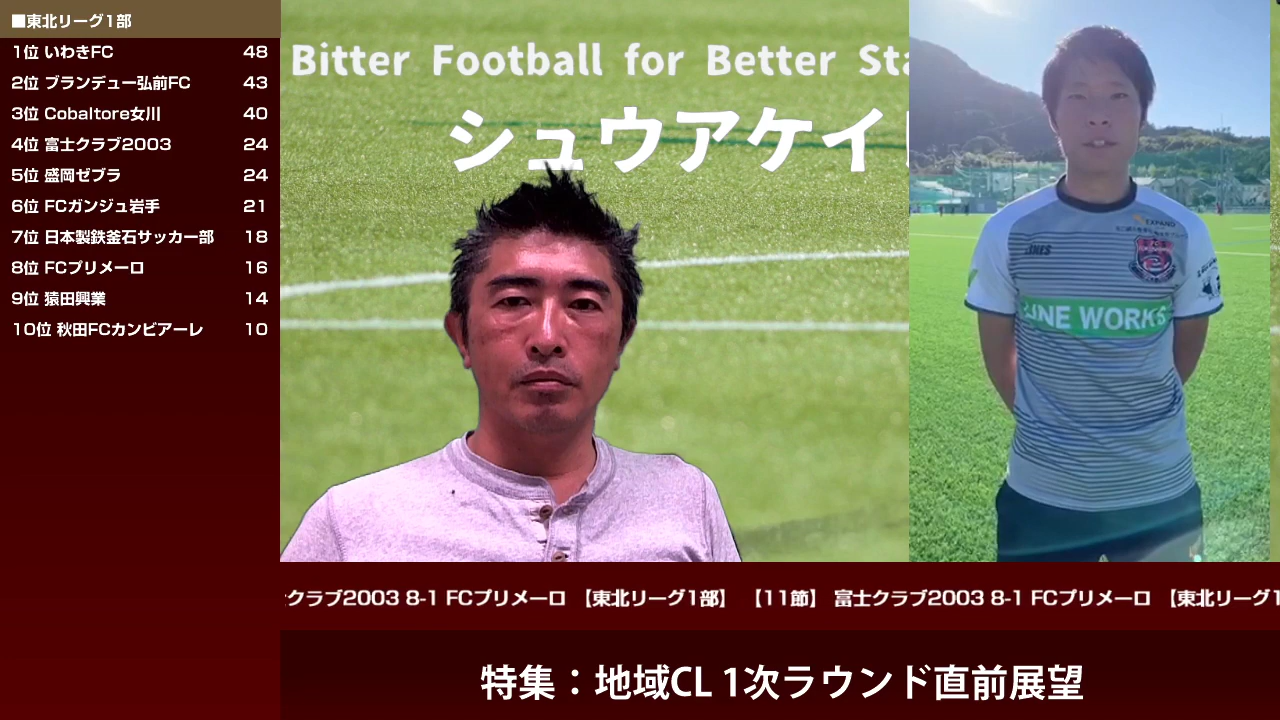 ■東北リーグ1部
1位 いわきFC 48
2位 ブランデュー弘前FC 43
3位 Cobaltore女川 40
4位 富士クラブ2003 24
5位 盛岡ゼブラ 24
6位 FCガンジュ岩手 21
7位 日本製鉄釜石サッカー部 18
8位 FCプリメーロ 16
9位 猿田興業 14
10位 秋田FCカンビアーレ 10
Bitter Football for Better Sta
シュウアケイ
EXPAND
LINE WORKS
クラブ2003 8-1 FCプリメーロ 【東北リーグ1部】 【11節】 富士クラブ2003 8-1 FCプリメーロ 【東北リーグ1
特集：地域CL 1次ラウンド直前展望